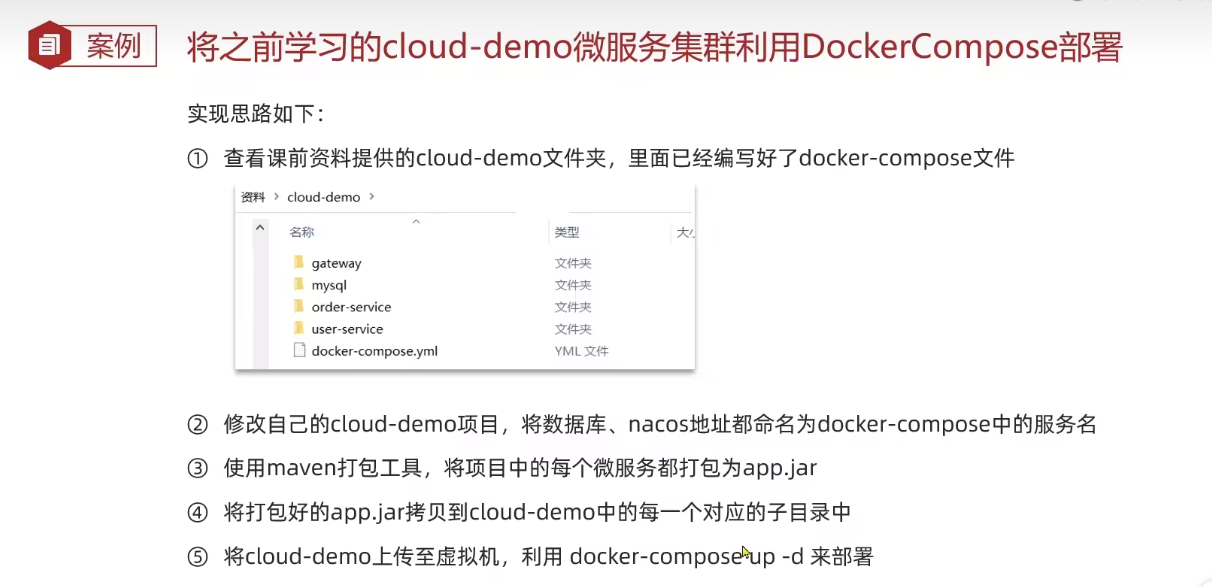 案例
将之前学习的cloud-demo微服务集群利用DockerCompose部署
实现思路如下：
① 查看课前资料提供的cloud-demo文件夹，里面已经编写好了docker-compose文件
资料 > cloud-demo >
名称 类型
gateway 文件夹
mysql 文件夹
order-service 文件夹
user-service 文件夹
docker-compose.yml YML 文件
② 修改自己的cloud-demo项目，将数据库、nacos地址都命名为docker-compose中的服务名
③ 使用maven打包工具，将项目中的每个微服务都打包为app.jar
④ 将打包好的app.jar拷贝到cloud-demo中的每一个对应的子目录中
⑤ 将cloud-demo上传至虚拟机，利用 docker-compose up -d 来部署